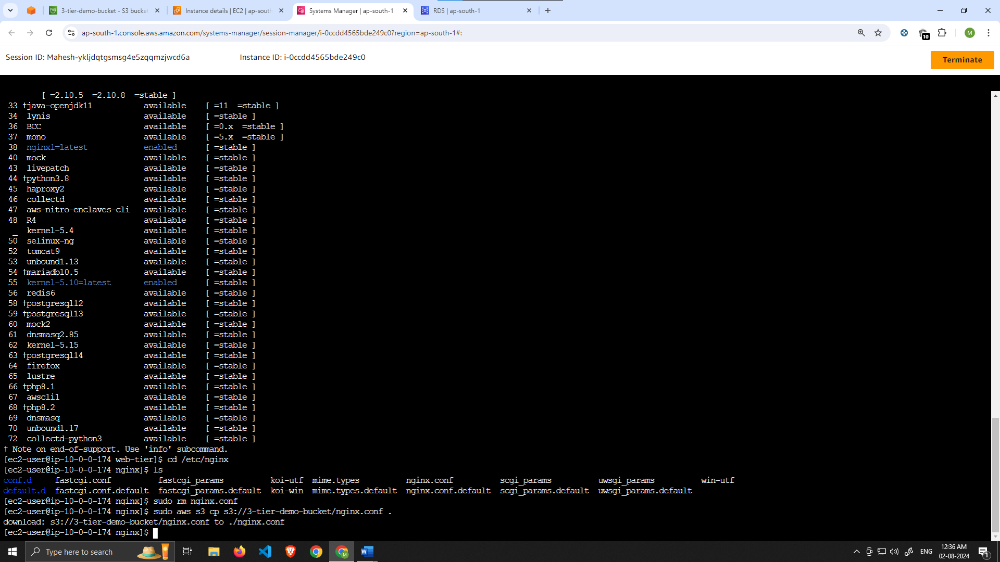 3-tier-demo-bucket - S3 bucket
Instance details | EC2 | ap-south
Systems Manager | ap-south-1
RDS | ap-south-1
ap-south-1.console.aws.amazon.com/systems-manager/session-manager/i-0ccdd4565bde249c0?region=ap-south-1#:
10
M
Session ID: Mahesh-ykljdqtgsmsg4e5zqqmzjwcd6a
Instance ID: i-0ccdd4565bde249c0
Terminate
[ =2.10.5  =2.10.8  =stable ]
33 †java-openjdk11 available [ =11  =stable ]
34 lynis available [ =stable ]
36 BCC available [ =0.x  =stable ]
37 mono available [ =5.x  =stable ]
38 nginx1=latest enabled [ =stable ]
40 mock available [ =stable ]
43 livepatch available [ =stable ]
44 †python3.8 available [ =stable ]
45 haproxy2 available [ =stable ]
46 collectd available [ =stable ]
47 aws-nitro-enclaves-cli available [ =stable ]
48 R4 available [ =stable ]
_ kernel-5.4 available [ =stable ]
50 selinux-ng available [ =stable ]
52 tomcat9 available [ =stable ]
53 unbound1.13 available [ =stable ]
54 †mariadb10.5 available [ =stable ]
55 kernel-5.10=latest enabled [ =stable ]
56 redis6 available [ =stable ]
58 †postgresql12 available [ =stable ]
59 †postgresql13 available [ =stable ]
60 mock2 available [ =stable ]
61 dnsmasq2.85 available [ =stable ]
62 kernel-5.15 available [ =stable ]
63 †postgresql14 available [ =stable ]
64 firefox available [ =stable ]
65 lustre available [ =stable ]
66 †php8.1 available [ =stable ]
67 awscli1 available [ =stable ]
68 †php8.2 available [ =stable ]
69 dnsmasq available [ =stable ]
70 unbound1.17 available [ =stable ]
72 collectd-python3 available [ =stable ]
† Note on end-of-support. Use 'info' subcommand.
[ec2-user@ip-10-0-0-174 web-tier]$ cd /etc/nginx
[ec2-user@ip-10-0-0-174 nginx]$ ls
conf.d fastcgi.conf fastcgi_params koi-utf mime.types nginx.conf scgi_params uwsgi_params win-utf
default.d fastcgi.conf.default fastcgi_params.default koi-win mime.types.default nginx.conf.default scgi_params.default uwsgi_params.default
[ec2-user@ip-10-0-0-174 nginx]$ sudo rm nginx.conf
[ec2-user@ip-10-0-0-174 nginx]$ sudo aws s3 cp s3://3-tier-demo-bucket/nginx.conf .
download: s3://3-tier-demo-bucket/nginx.conf to ./nginx.conf
[ec2-user@ip-10-0-0-174 nginx]$
Type here to search
M
W
ENG
12:36 AM
02-08-2024
1